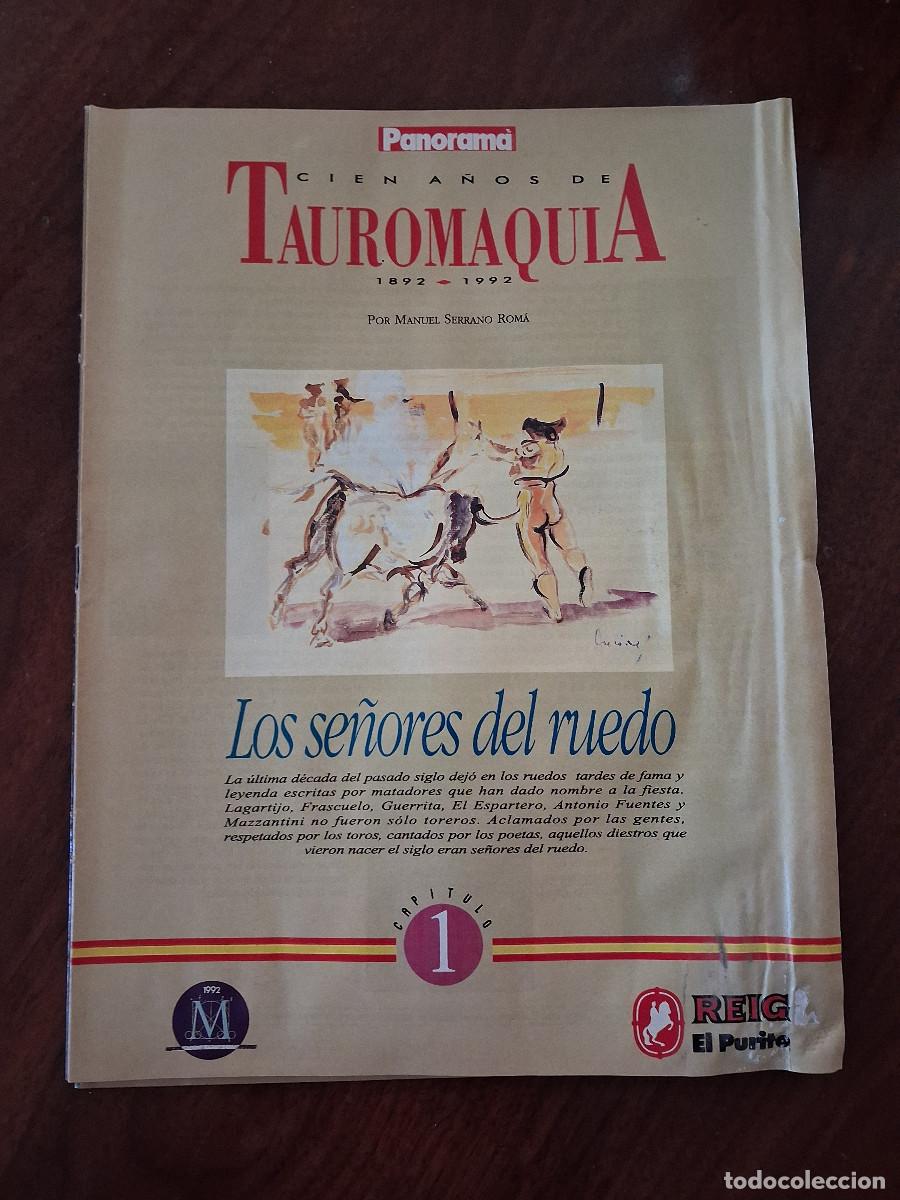 Panorama
CIEN AÑOS DE
TAUROMAQUIA
1892 1992
POR MANUEL SERRANO ROMÁ
Los señores del ruedo
La última década del pasado siglo dejó en los ruedos tardes de fama y
leyenda escritas por matadores que han dado nombre a la fiesta.
Lagartijo, Frascuelo, Guerrita, El Espartero, Antonio Fuentes y
Mazzantini no fueron sólo toreros. Aclamados por las gentes,
respetados por los toros, cantados por los poetas, aquellos diestros que
vieron nacer el siglo eran señores del ruedo.
CAPITULO
1
1992
M
REIG
El Purito
todocoleccion